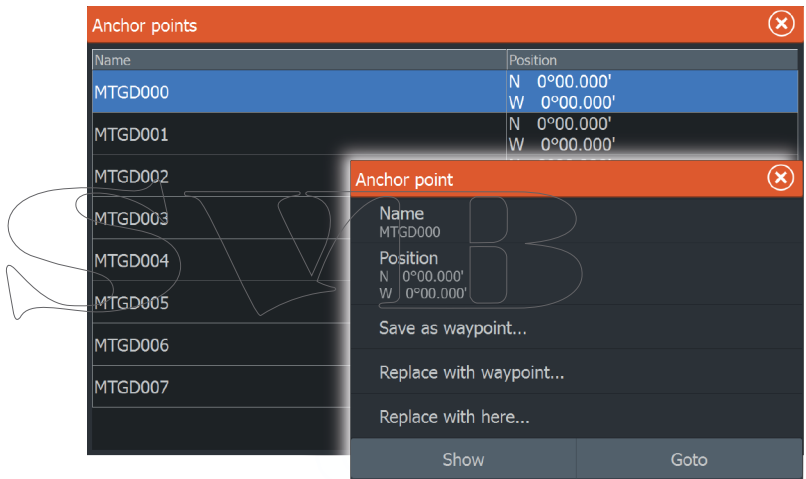 Anchor points
Name Position
MTGD000 N 0°00.000'
W 0°00.000'
MTGD001 N 0°00.000'
W 0°00.000'
MTGD002
MTGD003
MTGD004
MTGD005
MTGD006
MTGD007
Anchor point
Name
MTGD000
Position
N 0°00.000'
W 0°00.000'
Save as waypoint...
Replace with waypoint...
Replace with here...
Show Goto
SVB